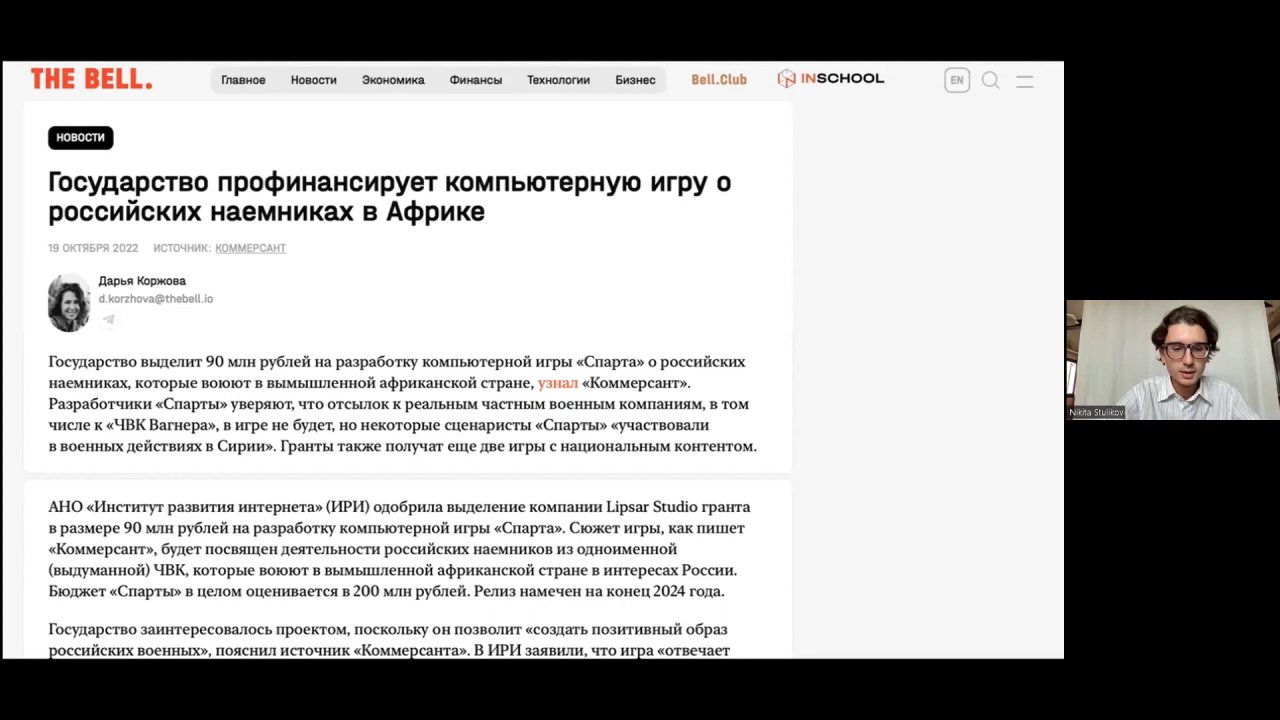 THE BELL.
Главное Новости Экономика Финансы Технологии Бизнес Bell.Club INSCHOOL EN
НОВОСТИ
Государство профинансирует компьютерную игру о
российских наемниках в Африке
19 ОКТЯБРЯ 2022 ИСТОЧНИК: КОММЕРСАНТ
Дарья Коржова
d.korzhova@thebell.io
Государство выделит 90 млн рублей на разработку компьютерной игры «Спарта» о российских
наемниках, которые воюют в вымышленной африканской стране, узнал «Коммерсант».
Разработчики «Спарты» уверяют, что отсылок к реальным частным военным компаниям, в том
числе к «ЧВК Вагнера», в игре не будет, но некоторые сценаристы «Спарты» «участвовали
в военных действиях в Сирии». Гранты также получат еще две игры с национальным контентом.
АНО «Институт развития интернета» (ИРИ) одобрила выделение компании Lipsar Studio гранта
в размере 90 млн рублей на разработку компьютерной игры «Спарта». Сюжет игры, как пишет
«Коммерсант», будет посвящен деятельности российских наемников из одноименной
(выдуманной) ЧВК, которые воюют в вымышленной африканской стране в интересах России.
Бюджет «Спарты» в целом оценивается в 200 млн рублей. Релиз намечен на конец 2024 года.
Государство заинтересовалось проектом, поскольку он позволит «создать позитивный образ
российских военных», пояснил источник «Коммерсанта». В ИРИ заявили, что игра «отвечает
Nikita Stulikov